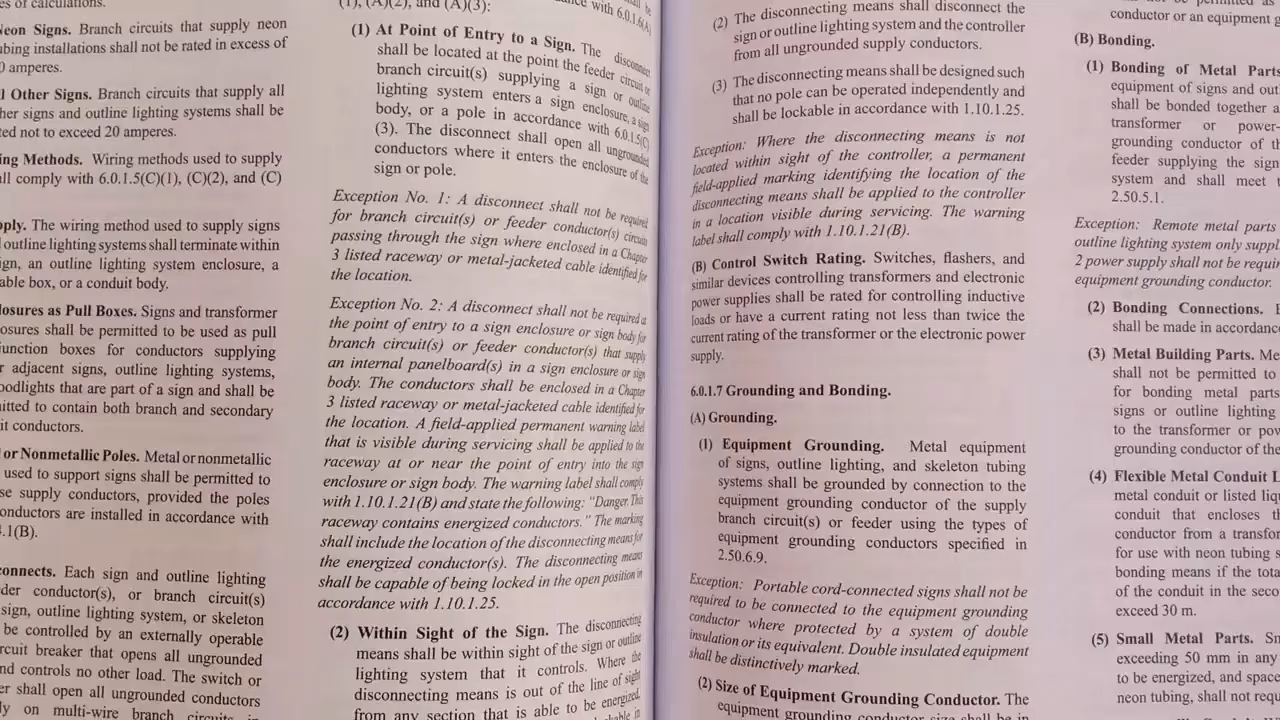 es of calculations.
Neon Signs. Branch circuits that supply neon
ubing installations shall not be rated in excess of
0 amperes.
l Other Signs. Branch circuits that supply all
her signs and outline lighting systems shall be
ted not to exceed 20 amperes.
ing Methods. Wiring methods used to supply
all comply with 6.0.1.5(C)(1), (C)(2), and (C)
pply. The wiring method used to supply signs
outline lighting systems shall terminate within
ign, an outline lighting system enclosure, a
able box, or a conduit body.
losures as Pull Boxes. Signs and transformer
osures shall be permitted to be used as pull
junction boxes for conductors supplying
r adjacent signs, outline lighting systems,
oodlights that are part of a sign and shall be
itted to contain both branch and secondary
it conductors.
or Nonmetallic Poles. Metal or nonmetallic
used to support signs shall be permitted to
se supply conductors, provided the poles
onductors are installed in accordance with
.1(B).
connects. Each sign and outline lighting
der conductor(s), or branch circuit(s)
sign, outline lighting system, or skeleton
be controlled by an externally operable
rcuit breaker that opens all ungrounded
nd controls no other load. The switch or
er shall open all ungrounded conductors
ly on multi-wire branch circuits in
(1), (A)(2), and (A)(3):
(1) At Point of Entry to a Sign. The disconnect
shall be located at the point the feeder circuit or
branch circuit(s) supplying a sign or outline
lighting system enters a sign enclosure, a sign
body, or a pole in accordance with 6.0.1.5(C)
(3). The disconnect shall open all ungrounded
conductors where it enters the enclosure of the
sign or pole.
Exception No. 1: A disconnect shall not be required
for branch circuit(s) or feeder conductor(s) circuits
passing through the sign where enclosed in a Chapter
3 listed raceway or metal-jacketed cable identified for
the location.
Exception No. 2: A disconnect shall not be required at
the point of entry to a sign enclosure or sign body for
branch circuit(s) or feeder conductor(s) that supply
an internal panelboard(s) in a sign enclosure or sign
body. The conductors shall be enclosed in a Chapter
3 listed raceway or metal-jacketed cable identified for
the location. A field-applied permanent warning label
that is visible during servicing shall be applied to the
raceway at or near the point of entry into the sign
enclosure or sign body. The warning label shall comply
with 1.10.1.21(B) and state the following: "Danger. This
raceway contains energized conductors." The marking
shall include the location of the disconnecting means for
the energized conductor(s). The disconnecting means
shall be capable of being locked in the open position in
accordance with 1.10.1.25.
(2) Within Sight of the Sign. The disconnecting
means shall be within sight of the sign or outline
lighting system that it controls. Where the
disconnecting means is out of the line of sight
from any section that is able to be energized,
(2) The disconnecting means shall disconnect the
sign or outline lighting system and the controller
from all ungrounded supply conductors.
(3) The disconnecting means shall be designed such
that no pole can be operated independently and
shall be lockable in accordance with 1.10.1.25.
Exception: Where the disconnecting means is not
located within sight of the controller, a permanent
field-applied marking identifying the location of the
disconnecting means shall be applied to the controller
in a location visible during servicing. The warning
label shall comply with 1.10.1.21(B).
(B) Control Switch Rating. Switches, flashers, and
similar devices controlling transformers and electronic
power supplies shall be rated for controlling inductive
loads or have a current rating not less than twice the
current rating of the transformer or the electronic power
supply.
6.0.1.7 Grounding and Bonding.
(A) Grounding.
(1) Equipment Grounding. Metal equipment
of signs, outline lighting, and skeleton tubing
systems shall be grounded by connection to the
equipment grounding conductor of the supply
branch circuit(s) or feeder using the types of
equipment grounding conductors specified in
2.50.6.9.
Exception: Portable cord-connected signs shall not be
required to be connected to the equipment grounding
conductor where protected by a system of double
insulation or its equivalent. Double insulated equipment
shall be distinctively marked.
(2) Size of Equipment Grounding Conductor. The
equipment grounding conductor size shall be in
conductor or an equipment g
(B) Bonding.
(1) Bonding of Metal Parts
equipment of signs and outl
shall be bonded together a
transformer or power-
grounding conductor of th
feeder supplying the sign
system and shall meet t
2.50.5.1.
Exception: Remote metal parts
outline lighting system only suppl
2 power supply shall not be requir
equipment grounding conductor.
(2) Bonding Connections.
shall be made in accordanc
(3) Metal Building Parts. Me
shall not be permitted to
for bonding metal parts
signs or outline lighting
to the transformer or pow
grounding conductor of the
(4) Flexible Metal Conduit L
metal conduit or listed liqu
conduit that encloses th
conductor from a transfor
for use with neon tubing s
bonding means if the tota
of the conduit in the seco
exceed 30 m.
(5) Small Metal Parts. Sm
exceeding 50 mm in any
to be energized, and space
neon tubing, shall not requ